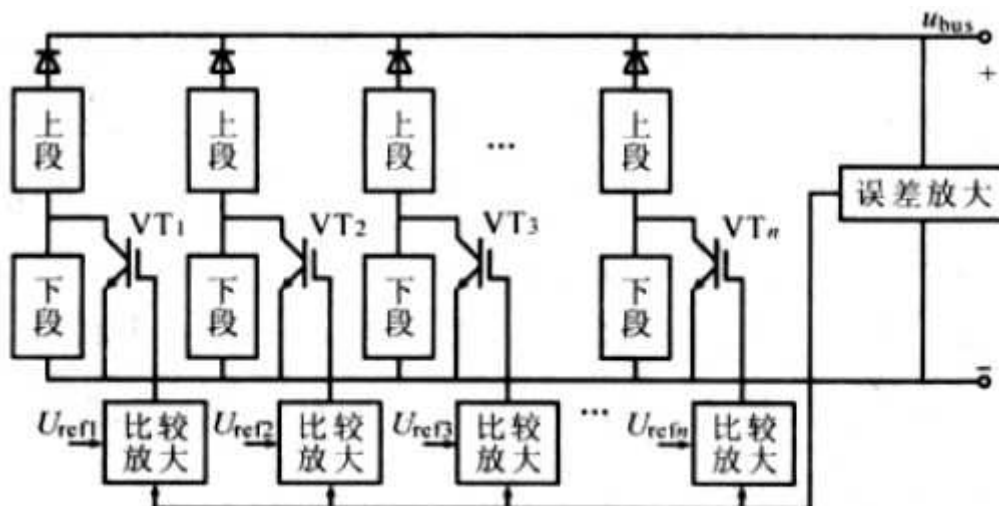 u_bus
+
上段
上段
上段
...
上段
误差放大
VT1
VT2
VT3
VTn
下段
下段
下段
下段
-
U_ref1
比较放大
U_ref2
比较放大
U_ref3
比较放大
...
U_refn
比较放大